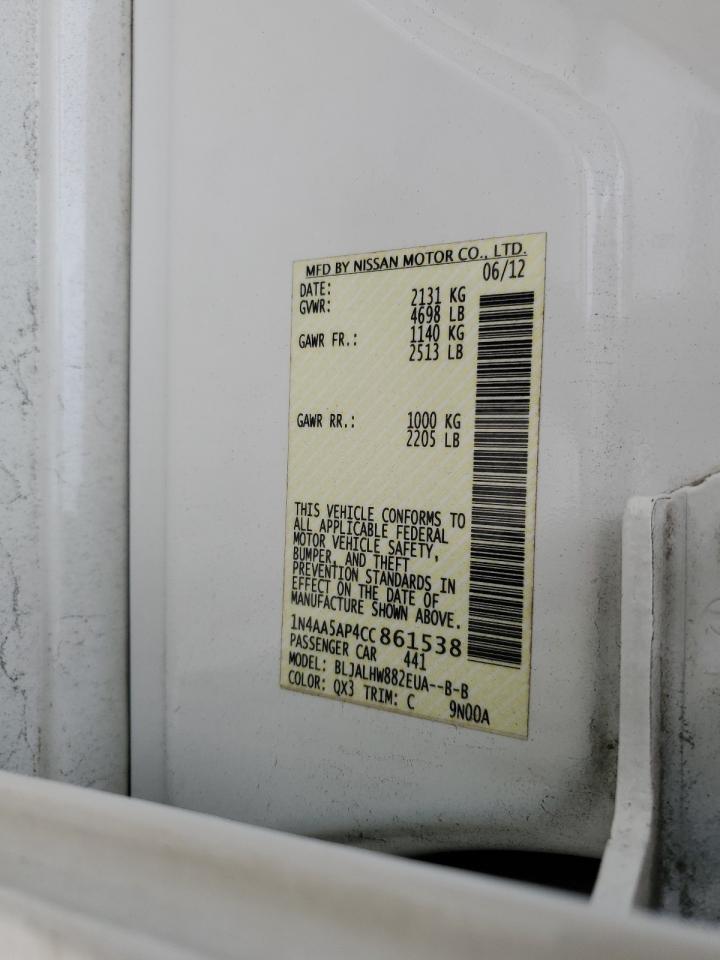 MFD BY NISSAN MOTOR CO., LTD.
DATE: 06/12
GVWR: 2131 KG
4698 LB
GAWR FR.: 1140 KG
2513 LB
GAWR RR.: 1000 KG
2205 LB
THIS VEHICLE CONFORMS TO
ALL APPLICABLE FEDERAL
MOTOR VEHICLE SAFETY,
BUMPER, AND THEFT
PREVENTION STANDARDS IN
EFFECT ON THE DATE OF
MANUFACTURE SHOWN ABOVE.
1N4AA5AP4CC861538
PASSENGER CAR 441
MODEL: BLJALHW882EUA--B-B
COLOR: QX3 TRIM: C 9N00A